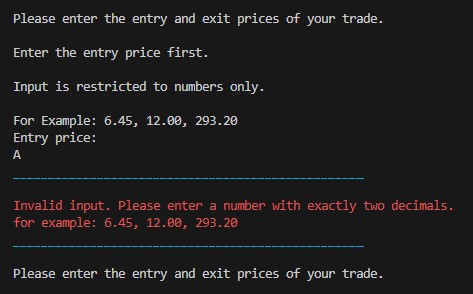 Please enter the entry and exit prices of your trade.
Enter the entry price first.
Input is restricted to numbers only.
For Example: 6.45, 12.00, 293.20
Entry price:
A
__________________________________________________
Invalid input. Please enter a number with exactly two decimals.
for example: 6.45, 12.00, 293.20
__________________________________________________
Please enter the entry and exit prices of your trade.